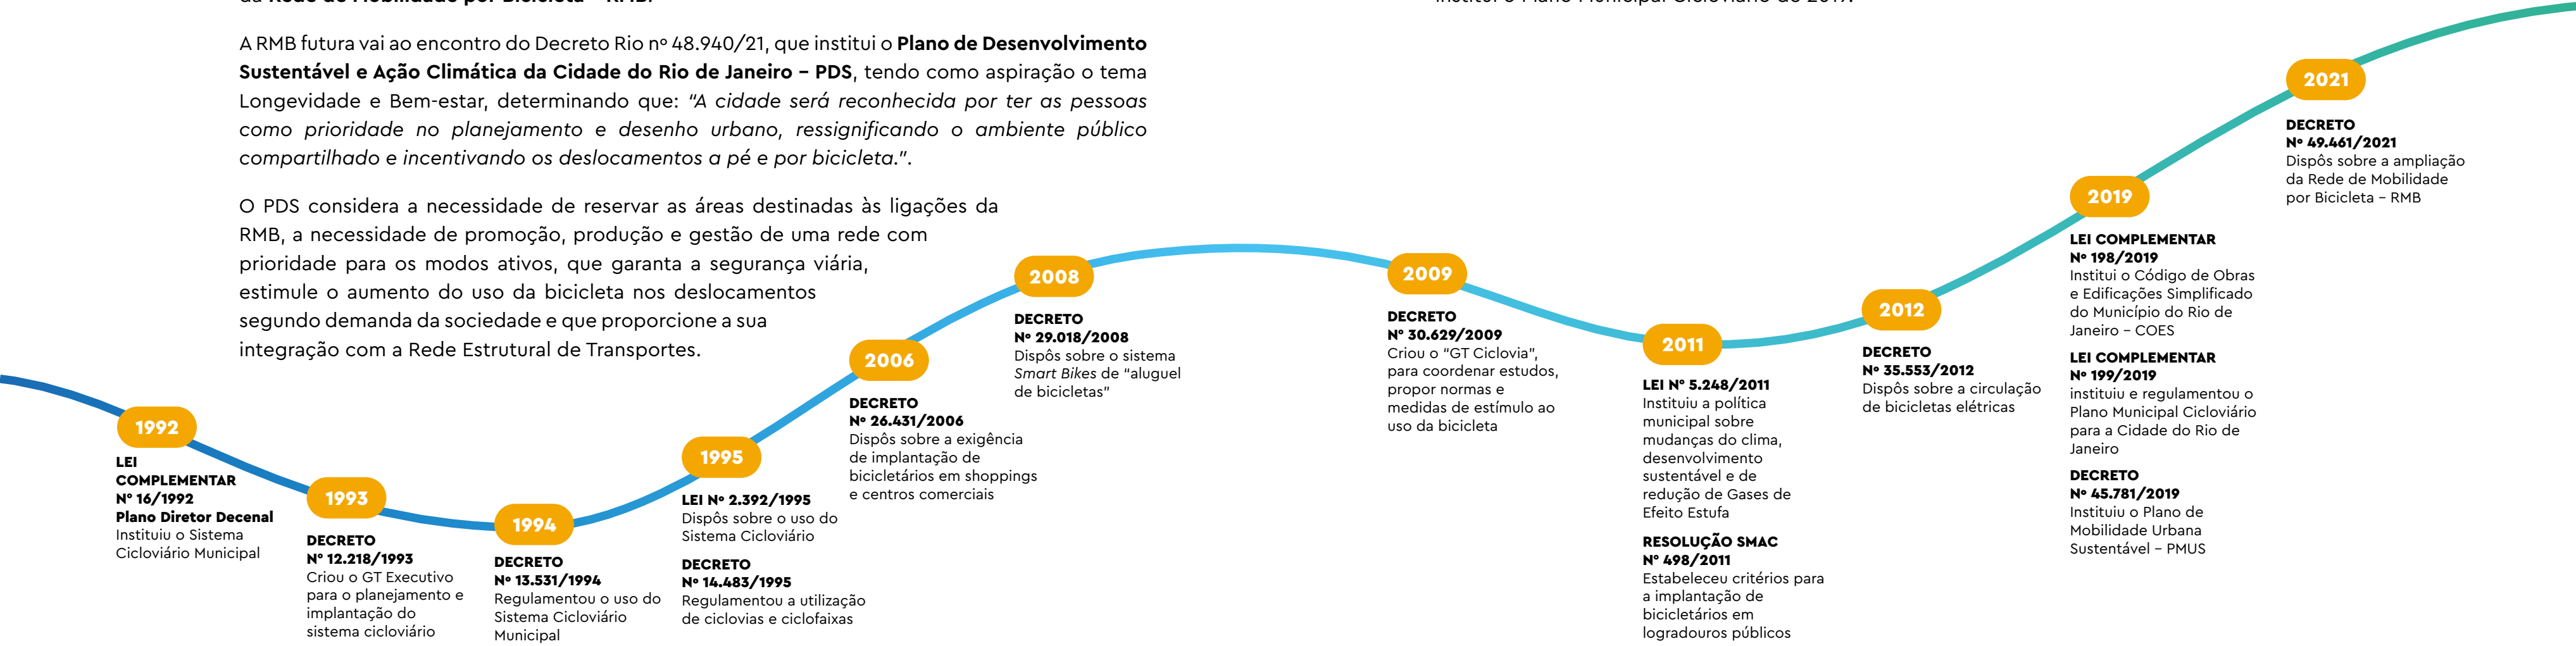 da Rede de Mobilidade por Bicicleta – RMB.
Institui o Plano Municipal Cicloviário de 2019.
A RMB futura vai ao encontro do Decreto Rio nº 48.940/21, que institui o Plano de Desenvolvimento
Sustentável e Ação Climática da Cidade do Rio de Janeiro – PDS, tendo como aspiração o tema
Longevidade e Bem-estar, determinando que: “A cidade será reconhecida por ter as pessoas
como prioridade no planejamento e desenho urbano, ressignificando o ambiente público
compartilhado e incentivando os deslocamentos a pé e por bicicleta.”.
O PDS considera a necessidade de reservar as áreas destinadas às ligações da
RMB, a necessidade de promoção, produção e gestão de uma rede com
prioridade para os modos ativos, que garanta a segurança viária,
estimule o aumento do uso da bicicleta nos deslocamentos
segundo demanda da sociedade e que proporcione a sua
integração com a Rede Estrutural de Transportes.
1992
LEI
COMPLEMENTAR
Nº 16/1992
Plano Diretor Decenal
Instituiu o Sistema
Cicloviário Municipal
1993
DECRETO
Nº 12.218/1993
Criou o GT Executivo
para o planejamento e
implantação do
sistema cicloviário
1994
DECRETO
Nº 13.531/1994
Regulamentou o uso do
Sistema Cicloviário
Municipal
1995
LEI Nº 2.392/1995
Dispôs sobre o uso do
Sistema Cicloviário
DECRETO
Nº 14.483/1995
Regulamentou a utilização
de ciclovias e ciclofaixas
2006
DECRETO
Nº 26.431/2006
Dispôs sobre a exigência
de implantação de
bicicletários em shoppings
e centros comerciais
2008
DECRETO
Nº 29.018/2008
Dispôs sobre o sistema
Smart Bikes de “aluguel
de bicicletas”
2009
DECRETO
Nº 30.629/2009
Criou o “GT Ciclovia”,
para coordenar estudos,
propor normas e
medidas de estímulo ao
uso da bicicleta
2011
LEI Nº 5.248/2011
Instituiu a política
municipal sobre
mudanças do clima,
desenvolvimento
sustentável e de
redução de Gases de
Efeito Estufa
RESOLUÇÃO SMAC
Nº 498/2011
Estabeleceu critérios para
a implantação de
bicicletários em
logradouros públicos
2012
DECRETO
Nº 35.553/2012
Dispôs sobre a circulação
de bicicletas elétricas
2019
LEI COMPLEMENTAR
Nº 198/2019
Institui o Código de Obras
e Edificações Simplificado
do Município do Rio de
Janeiro – COES
LEI COMPLEMENTAR
Nº 199/2019
instituiu e regulamentou o
Plano Municipal Cicloviário
para a Cidade do Rio de
Janeiro
DECRETO
Nº 45.781/2019
Instituiu o Plano de
Mobilidade Urbana
Sustentável – PMUS
2021
DECRETO
Nº 49.461/2021
Dispôs sobre a ampliação
da Rede de Mobilidade
por Bicicleta – RMB